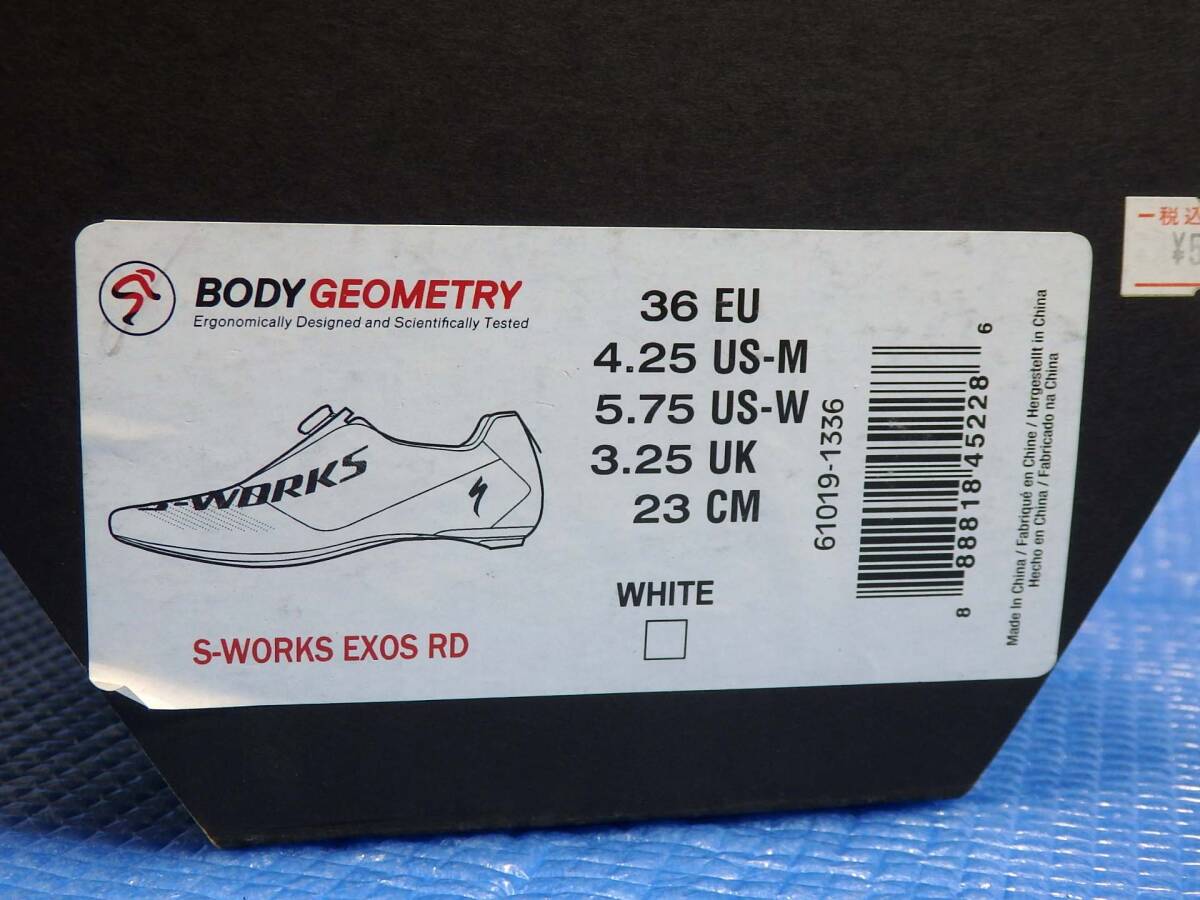 BODY GEOMETRY
Ergonomically Designed and Scientifically Tested
S-WORKS
S-WORKS EXOS RD
36 EU
4.25 US-M
5.75 US-W
3.25 UK
23 CM
WHITE
61019-1336
8 88818 45228 6
Made In China / Fabriqué en Chine / Hergestellt in China
Hecho en China / Fabricado na China
税込
¥5